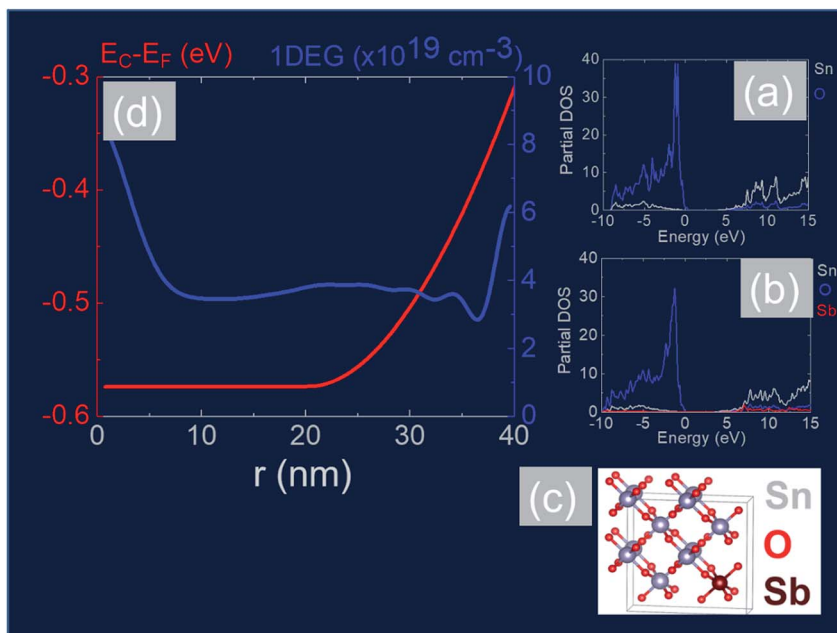 E_C-E_F (eV) 1DEG (x10^19 cm^-3)
-0.3
-0.4
-0.5
-0.6
(d)
10
8
6
4
2
0
0 10 20 30 40
r (nm)
(a)
Sn
O
Partial DOS
40
30
20
10
0
-10 -5 0 5 10 15
Energy (eV)
(b)
Sn
O
Sb
Partial DOS
40
30
20
10
0
-10 -5 0 5 10 15
Energy (eV)
(c)
Sn
O
Sb